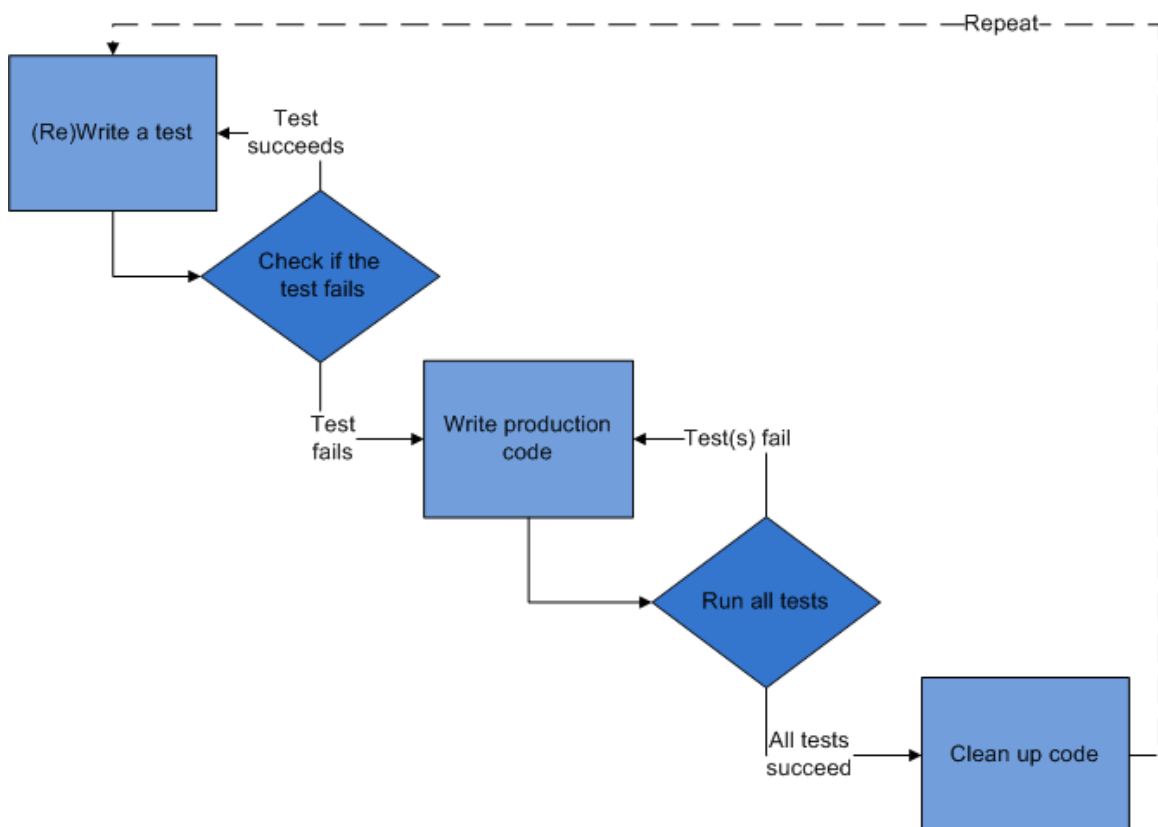 Repeat
(Re)Write a test
Test
succeeds
Check if the
test fails
Test
fails
Write production
code
Test(s) fail
Run all tests
All tests
succeed
Clean up code